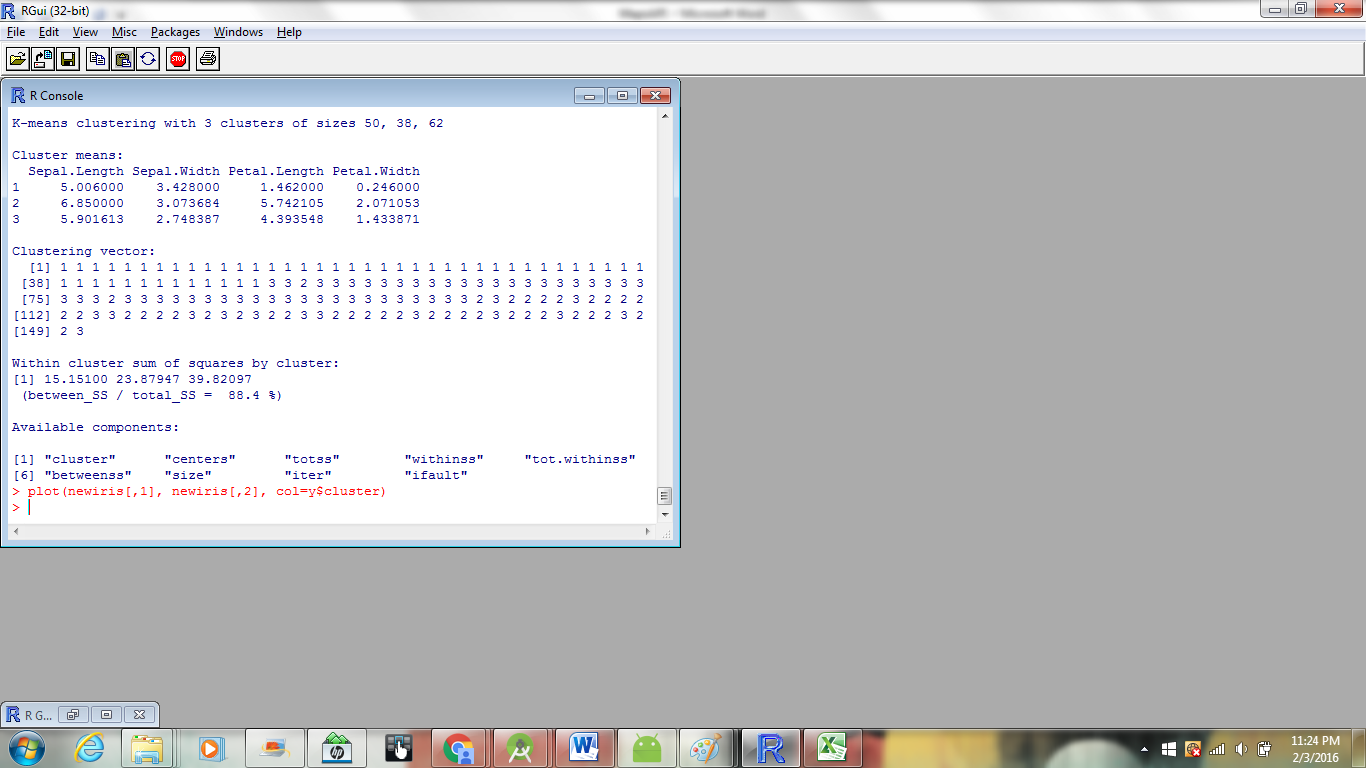 RGui (32-bit)
File Edit View Misc Packages Windows Help
STOP
R Console
K-means clustering with 3 clusters of sizes 50, 38, 62
Cluster means:
  Sepal.Length Sepal.Width Petal.Length Petal.Width
1     5.006000    3.428000     1.462000    0.246000
2     6.850000    3.073684     5.742105    2.071053
3     5.901613    2.748387     4.393548    1.433871
Clustering vector:
  [1] 1 1 1 1 1 1 1 1 1 1 1 1 1 1 1 1 1 1 1 1 1 1 1 1 1 1 1 1 1 1 1 1 1 1 1 1 1
 [38] 1 1 1 1 1 1 1 1 1 1 1 1 1 3 3 2 3 3 3 3 3 3 3 3 3 3 3 3 3 3 3 3 3 3 3 3 3
 [75] 3 3 3 2 3 3 3 3 3 3 3 3 3 3 3 3 3 3 3 3 3 3 3 3 3 3 2 3 2 2 2 2 3 2 2 2 2
[112] 2 2 3 3 2 2 2 2 3 2 3 2 3 2 2 3 3 2 2 2 2 2 3 2 2 2 2 3 2 2 2 3 2 2 2 3 2
[149] 2 3
Within cluster sum of squares by cluster:
[1] 15.15100 23.87947 39.82097
 (between_SS / total_SS =  88.4 %)
Available components:
[1] "cluster"      "centers"      "totss"        "withinss"     "tot.withinss"
[6] "betweenss"    "size"         "iter"         "ifault"
> plot(newiris[,1], newiris[,2], col=y$cluster)
>
R G...
11:24 PM
2/3/2016